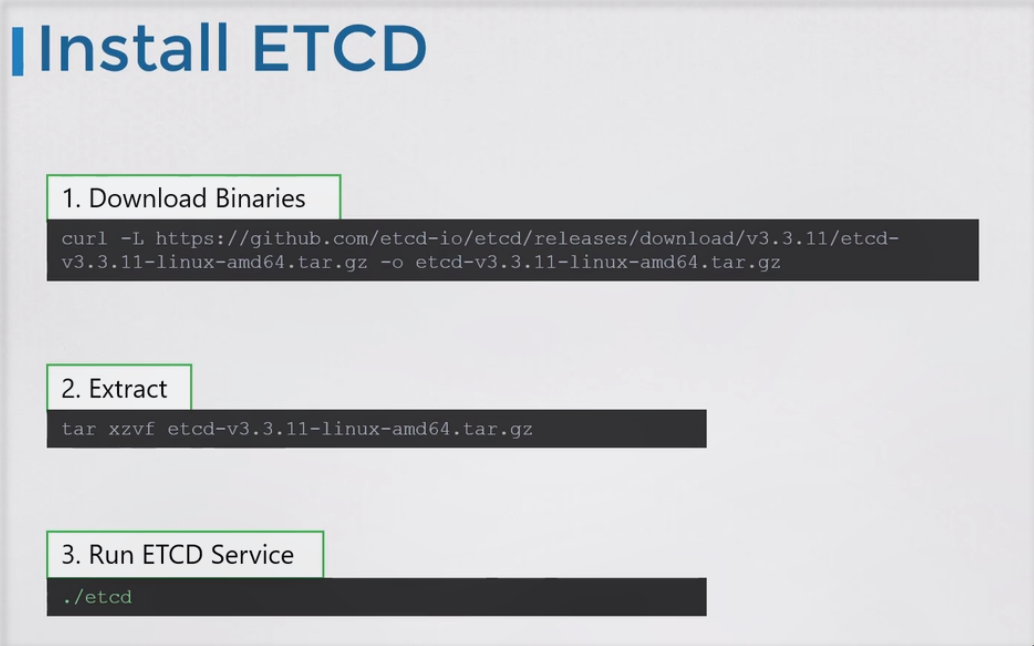 Install ETCD
1. Download Binaries
curl -L https://github.com/etcd-io/etcd/releases/download/v3.3.11/etcd-
v3.3.11-linux-amd64.tar.gz -o etcd-v3.3.11-linux-amd64.tar.gz
2. Extract
tar xzvf etcd-v3.3.11-linux-amd64.tar.gz
3. Run ETCD Service
./etcd